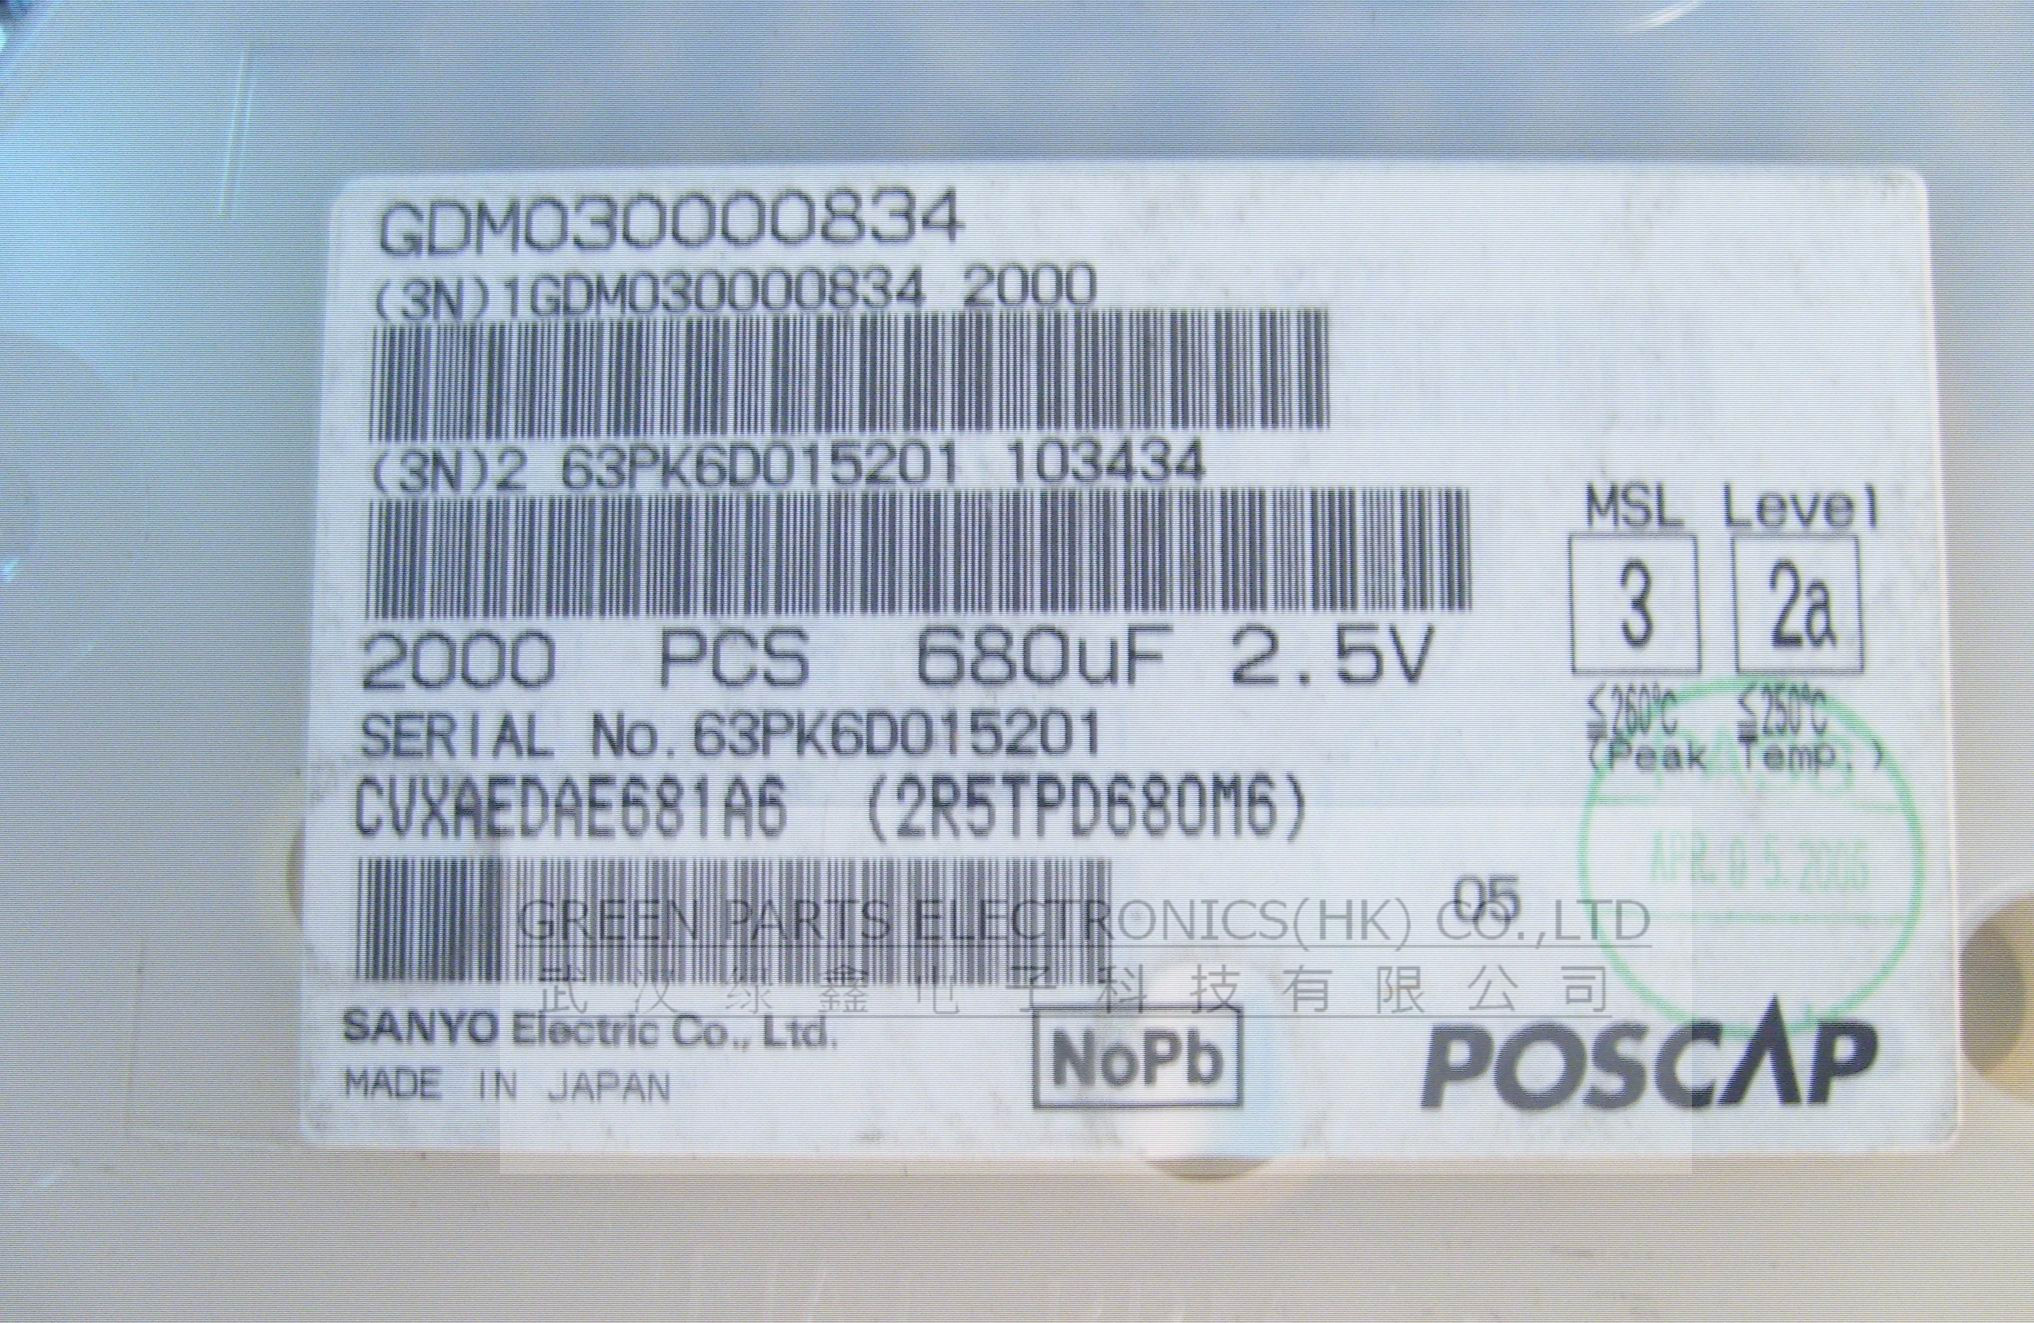 GDM030000834
(3N)1GDM030000834 2000
(3N)2 63PK6D015201 103434
MSL Level
3 2a
2000 PCS 680uF 2.5V
≦260℃ ≦250℃
(Peak Temp.)
SERIAL No.63PK6D015201
CVXAEDAE681A6 (2R5TPD680M6)
APR.05.2006
05
GREEN PARTS ELECTRONICS(HK) CO.,LTD
武汉绿鑫电子科技有限公司
SANYO Electric Co., Ltd.
MADE IN JAPAN
NoPb
POSCAP